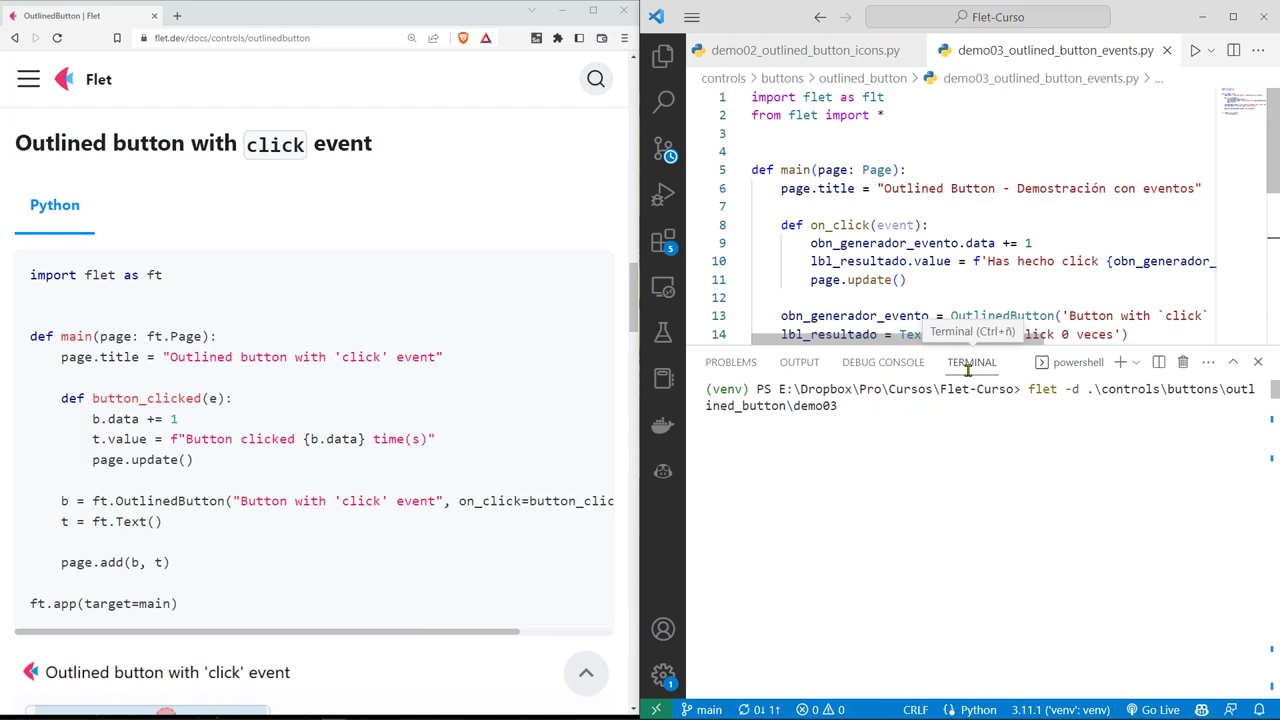 OutlinedButton | Flet
flet.dev/docs/controls/outlinedbutton
Flet
Outlined button with click event
Python
import flet as ft
def main(page: ft.Page):
page.title = "Outlined button with 'click' event"
def button_clicked(e):
b.data += 1
t.value = f"Button clicked {b.data} time(s)"
page.update()
b = ft.OutlinedButton("Button with 'click' event", on_click=button_clic
t = ft.Text()
page.add(b, t)
ft.app(target=main)
Outlined button with 'click' event
Flet-Curso
demo02_outlined_button_icons.py
demo03_outlined_button_events.py
controls > buttons > outlined_button > demo03_outlined_button_events.py > ...
1 import flet as flt
2 from flet import *
3
4
5 def main(page: Page):
6 page.title = "Outlined Button - Demostración con eventos"
7
8 def on_click(event):
9 obn_generador_evento.data += 1
10 lbl_resultado.value = f'Has hecho click {obn_generador_
11 page.update()
12
13 obn_generador_evento = OutlinedButton('Button with `click`
14 lbl_resultado = Tex lick 0 veces')
Terminal (Ctrl+ñ)
PROBLEMS OUTPUT DEBUG CONSOLE TERMINAL powershell
(venv) PS E:\Dropbox\Pro\Cursos\Flet-Curso> flet -d .\controls\buttons\outl
ined_button\demo03
5
1
main 0↓ 1↑ 0 0 CRLF Python 3.11.1 ('venv': venv) Go Live